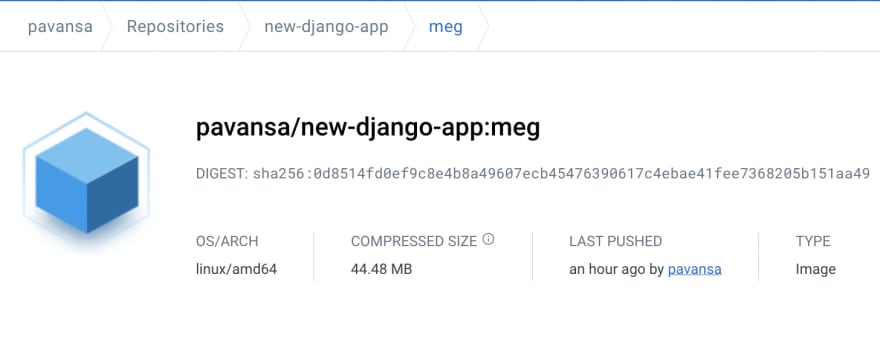 pavansa Repositories new-django-app meg
pavansa/new-django-app:meg
DIGEST: sha256:0d8514fd0ef9c8e4b8a49607ecb45476390617c4ebae41fee7368205b151aa49
OS/ARCH COMPRESSED SIZE LAST PUSHED TYPE
linux/amd64 44.48 MB an hour ago by pavansa Image